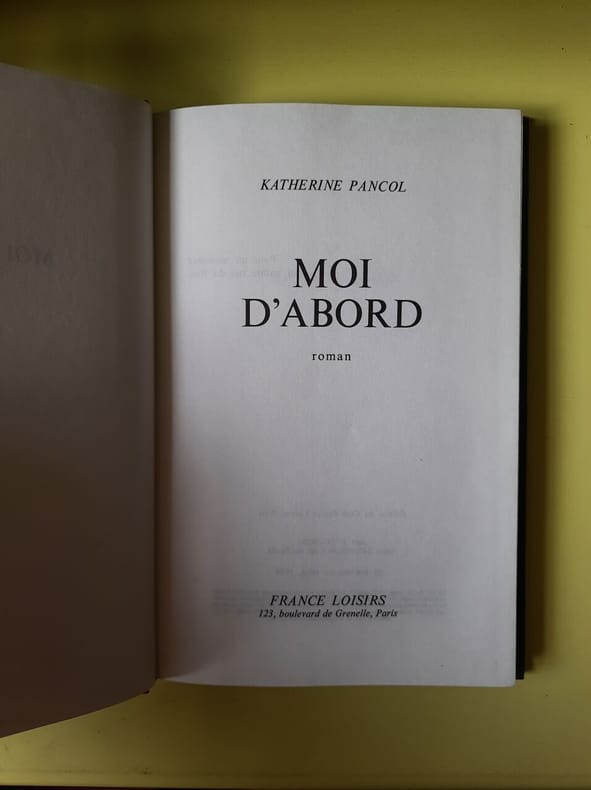 KATHERINE PANCOL
MOI
D'ABORD
roman
FRANCE LOISIRS
123, boulevard de Grenelle, Paris